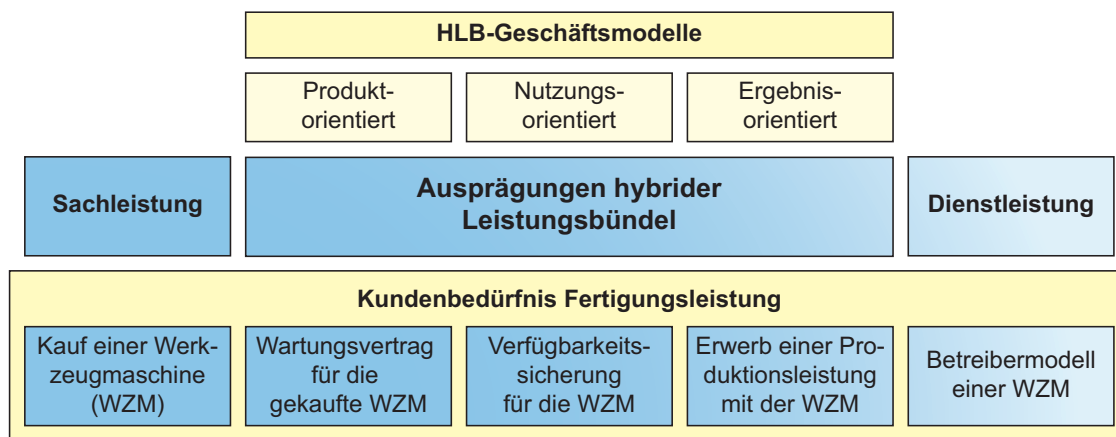 HLB-Geschäftsmodelle
Produkt-
orientiert
Nutzungs-
orientiert
Ergebnis-
orientiert
Sachleistung
Ausprägungen hybrider
Leistungsbündel
Dienstleistung
Kundenbedürfnis Fertigungsleistung
Kauf einer Werk-
zeugmaschine
(WZM)
Wartungsvertrag
für die
gekaufte WZM
Verfügbarkeits-
sicherung
für die WZM
Erwerb einer Pro-
duktionsleistung
mit der WZM
Betreibermodell
einer WZM